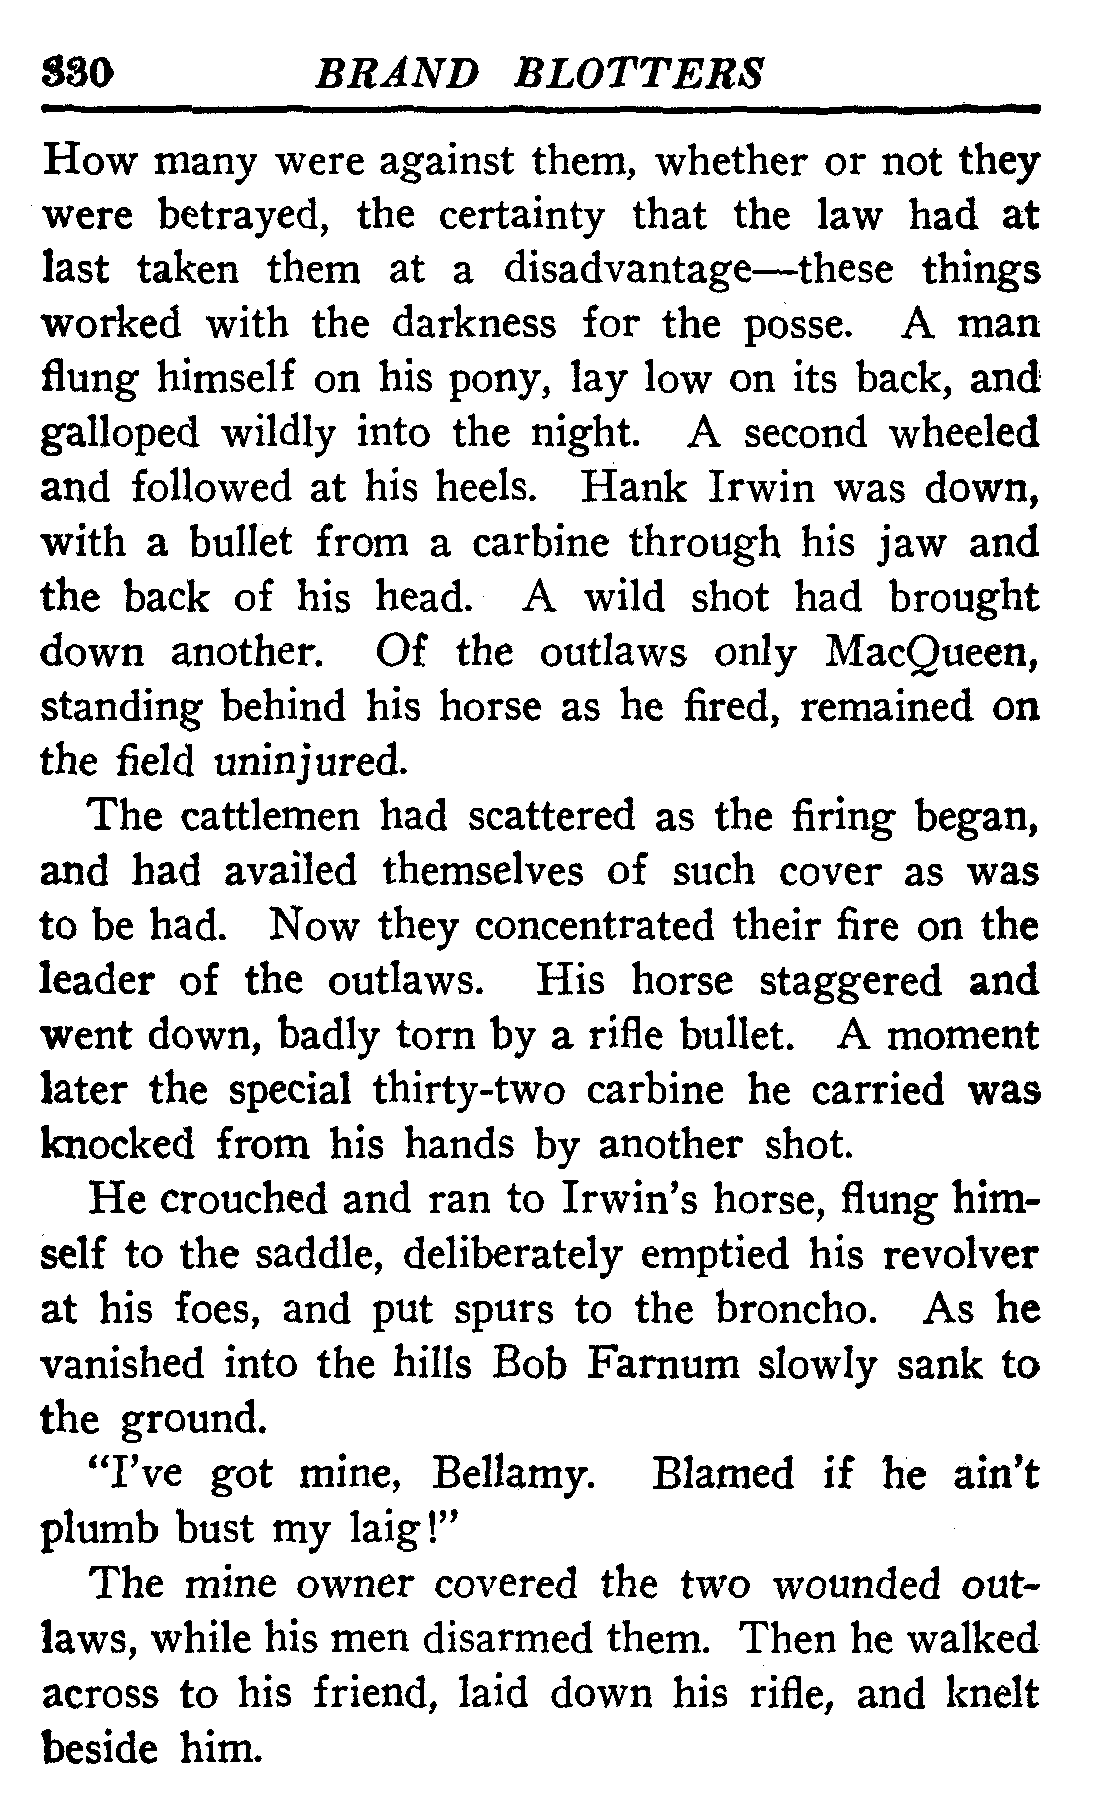 330 BRAND BLOTTERS
How many were against them, whether or not they
were betrayed, the certainty that the law had at
last taken them at a disadvantage—these things
worked with the darkness for the posse. A man
flung himself on his pony, lay low on its back, and
galloped wildly into the night. A second wheeled
and followed at his heels. Hank Irwin was down,
with a bullet from a carbine through his jaw and
the back of his head. A wild shot had brought
down another. Of the outlaws only MacQueen,
standing behind his horse as he fired, remained on
the field uninjured.
The cattlemen had scattered as the firing began,
and had availed themselves of such cover as was
to be had. Now they concentrated their fire on the
leader of the outlaws. His horse staggered and
went down, badly torn by a rifle bullet. A moment
later the special thirty-two carbine he carried was
knocked from his hands by another shot.
He crouched and ran to Irwin's horse, flung him-
self to the saddle, deliberately emptied his revolver
at his foes, and put spurs to the broncho. As he
vanished into the hills Bob Farnum slowly sank to
the ground.
“I've got mine, Bellamy. Blamed if he ain't
plumb bust my laig!”
The mine owner covered the two wounded out-
laws, while his men disarmed them. Then he walked
across to his friend, laid down his rifle, and knelt
beside him.